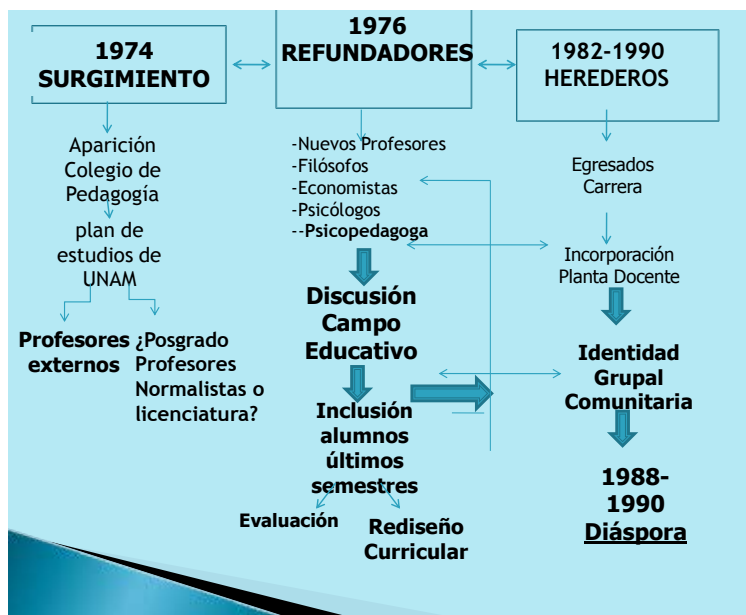 1974
SURGIMIENTO
Aparición
Colegio de
Pedagogía
plan de
estudios de
UNAM
Profesores
externos
¿Posgrado
Profesores
Normalistas o
licenciatura?
1976
REFUNDADORES
-Nuevos Profesores
-Filósofos
-Economistas
-Psicólogos
--Psicopedagoga
Discusión
Campo
Educativo
Inclusión
alumnos
últimos
semestres
Evaluación
Rediseño
Curricular
1982-1990
HEREDEROS
Egresados
Carrera
Incorporación
Planta Docente
Identidad
Grupal
Comunitaria
1988-
1990
Diáspora